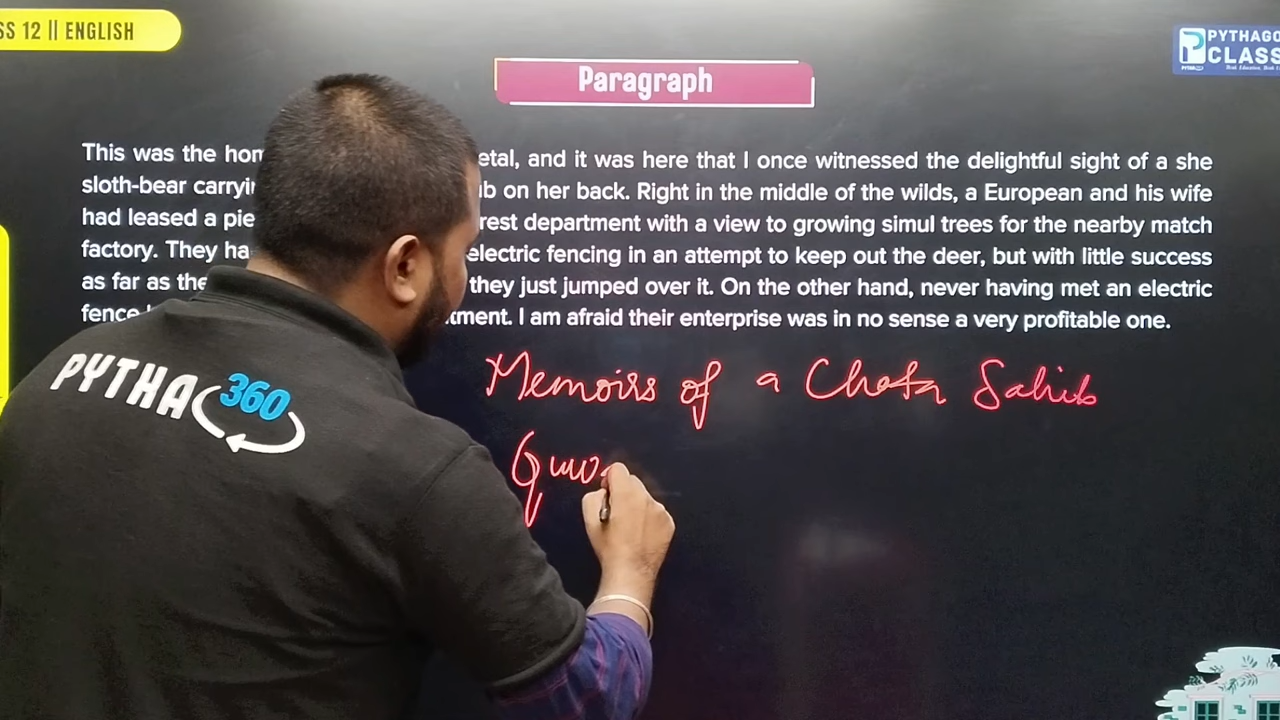 SS 12 || ENGLISH
PYTHAGO
CLASS
Paragraph
This was the hom etal, and it was here that I once witnessed the delightful sight of a she
sloth-bear carryin ub on her back. Right in the middle of the wilds, a European and his wife
had leased a pie rest department with a view to growing simul trees for the nearby match
factory. They ha electric fencing in an attempt to keep out the deer, but with little success
as far as the they just jumped over it. On the other hand, never having met an electric
fence tment. I am afraid their enterprise was in no sense a very profitable one.
Memoirs of a Chota Sahib
PYTHA 360